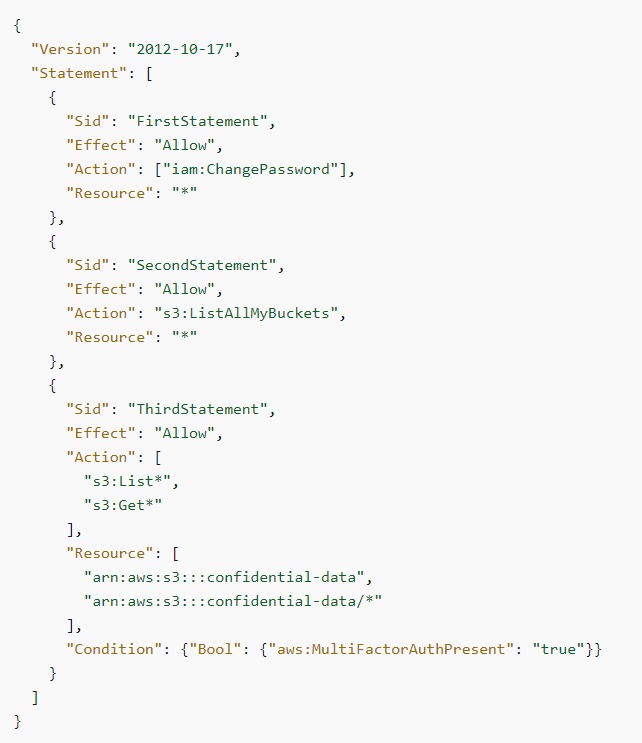 {
  "Version": "2012-10-17",
  "Statement": [
    {
      "Sid": "FirstStatement",
      "Effect": "Allow",
      "Action": ["iam:ChangePassword"],
      "Resource": "*"
    },
    {
      "Sid": "SecondStatement",
      "Effect": "Allow",
      "Action": "s3:ListAllMyBuckets",
      "Resource": "*"
    },
    {
      "Sid": "ThirdStatement",
      "Effect": "Allow",
      "Action": [
        "s3:List*",
        "s3:Get*"
      ],
      "Resource": [
        "arn:aws:s3:::confidential-data",
        "arn:aws:s3:::confidential-data/*"
      ],
      "Condition": {"Bool": {"aws:MultiFactorAuthPresent": "true"}}
    }
  ]
}